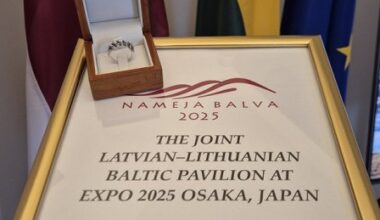 NAMEJA BALVA
2025
THE JOINT
LATVIAN–LITHUANIAN
BALTIC PAVILION AT
EXPO 2025 OSAKA, JAPAN